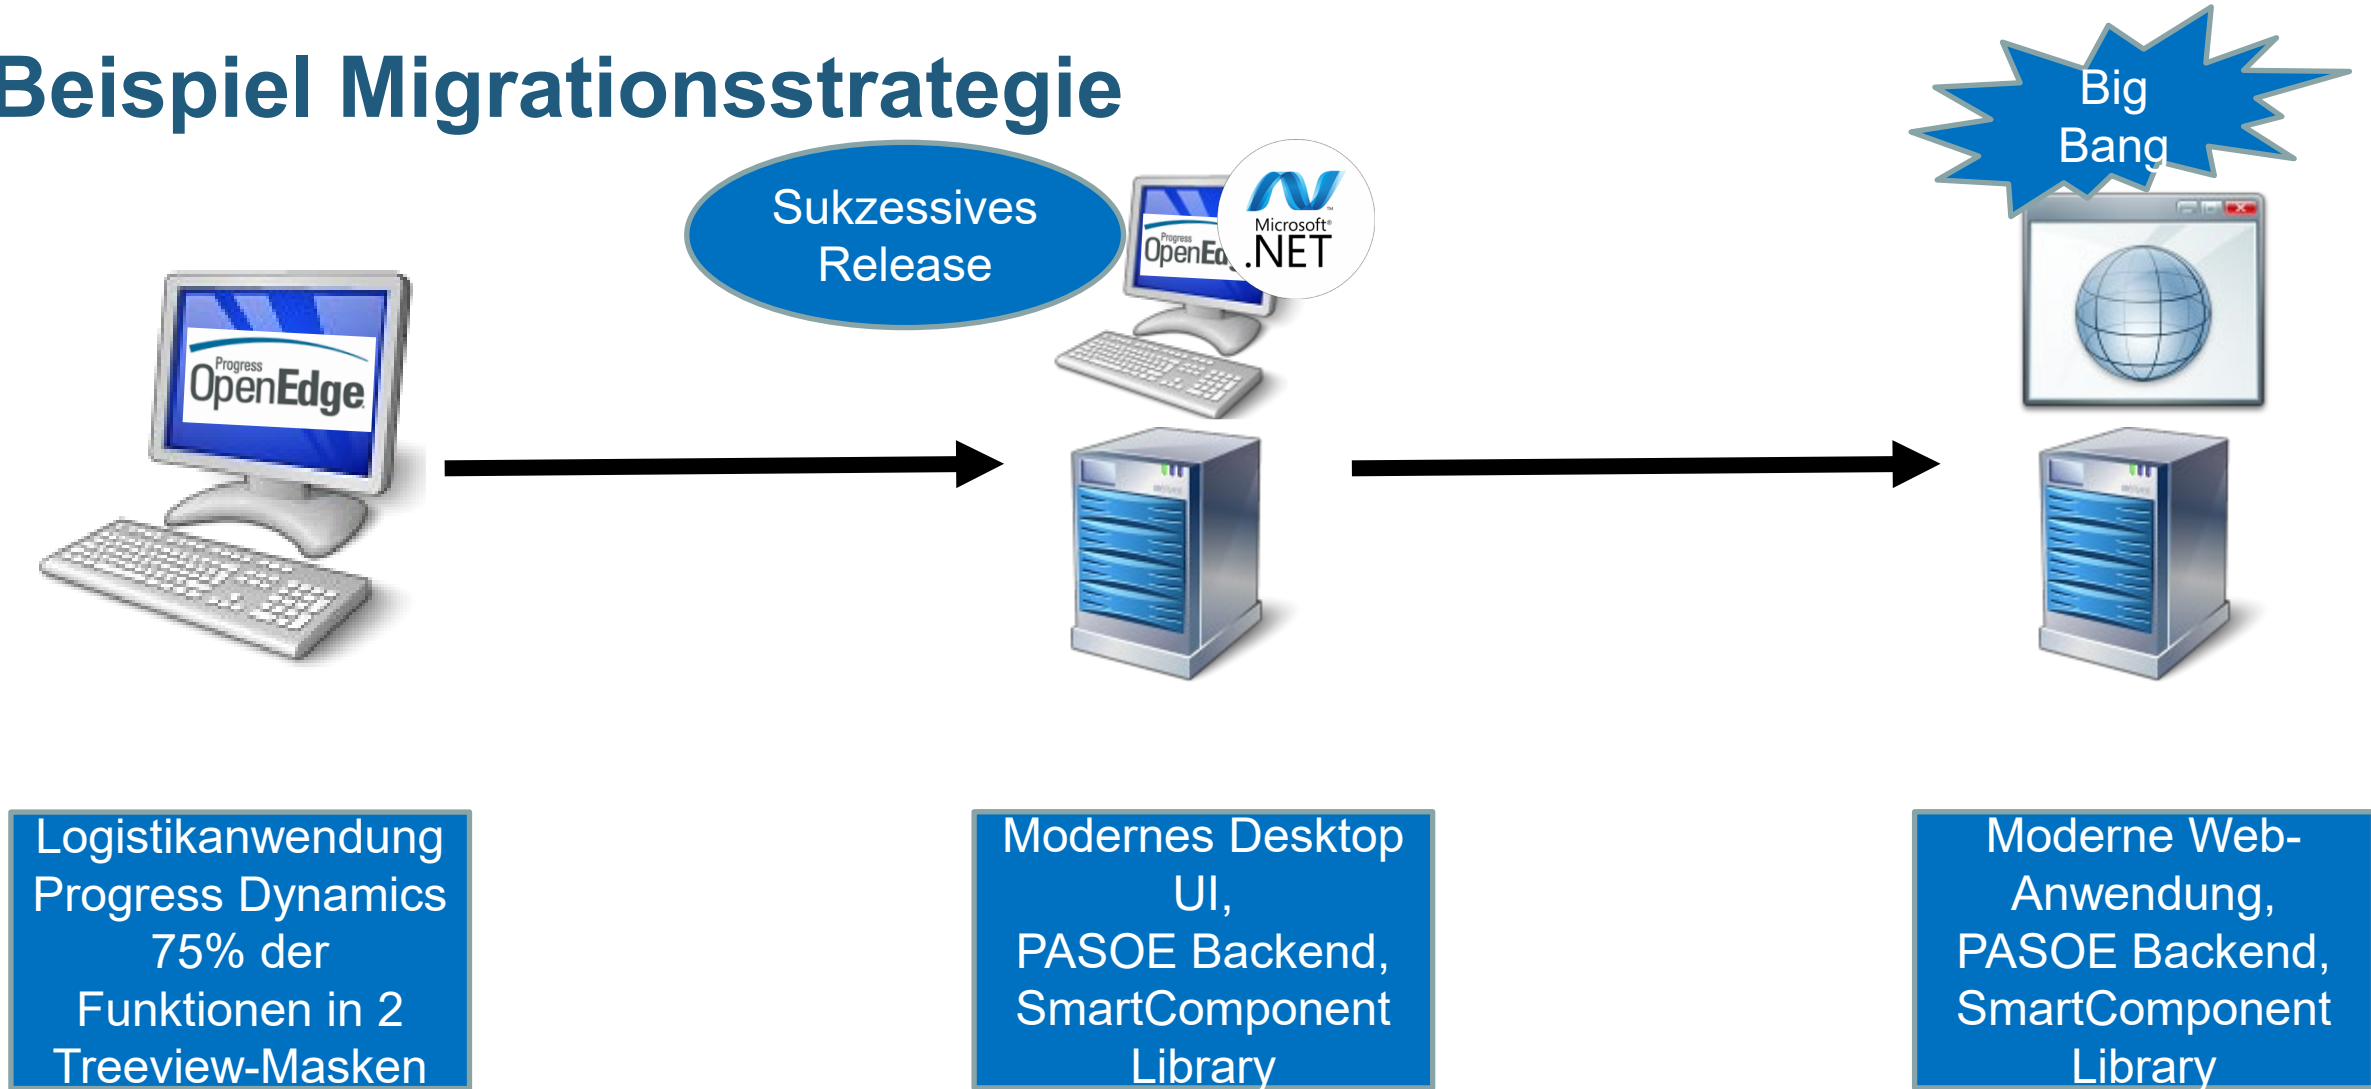 Beispiel Migrationsstrategie
Big
Bang
Sukzessives
Release
Progress
OpenEdge
Progress
Microsoft
.NET
Logistikanwendung
Progress Dynamics
75% der
Funktionen in 2
Treeview-Masken
Modernes Desktop
UI,
PASOE Backend,
SmartComponent
Library
Moderne Web-
Anwendung,
PASOE Backend,
SmartComponent
Library